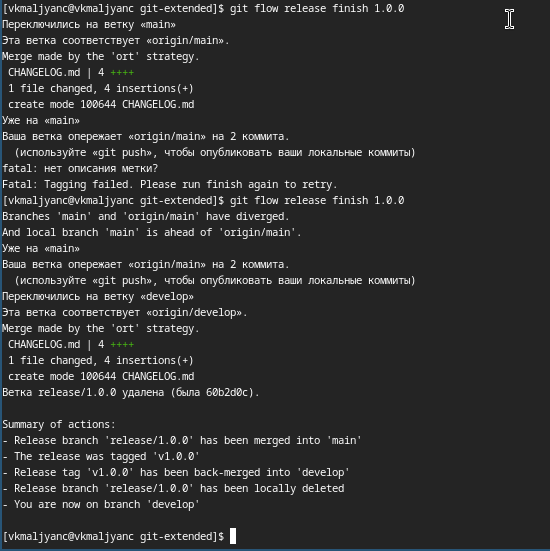 [vkmaljyanc@vkmaljyanc git-extended]$ git flow release finish 1.0.0
Переключились на ветку «main»
Эта ветка соответствует «origin/main».
Merge made by the 'ort' strategy.
 CHANGELOG.md | 4 ++++
 1 file changed, 4 insertions(+)
 create mode 100644 CHANGELOG.md
Уже на «main»
Ваша ветка опережает «origin/main» на 2 коммита.
  (используйте «git push», чтобы опубликовать ваши локальные коммиты)
fatal: нет описания метки?
Fatal: Tagging failed. Please run finish again to retry.
[vkmaljyanc@vkmaljyanc git-extended]$ git flow release finish 1.0.0
Branches 'main' and 'origin/main' have diverged.
And local branch 'main' is ahead of 'origin/main'.
Уже на «main»
Ваша ветка опережает «origin/main» на 2 коммита.
  (используйте «git push», чтобы опубликовать ваши локальные коммиты)
Переключились на ветку «develop»
Эта ветка соответствует «origin/develop».
Merge made by the 'ort' strategy.
 CHANGELOG.md | 4 ++++
 1 file changed, 4 insertions(+)
 create mode 100644 CHANGELOG.md
Ветка release/1.0.0 удалена (была 60b2d0c).

Summary of actions:
- Release branch 'release/1.0.0' has been merged into 'main'
- The release was tagged 'v1.0.0'
- Release tag 'v1.0.0' has been back-merged into 'develop'
- Release branch 'release/1.0.0' has been locally deleted
- You are now on branch 'develop'

[vkmaljyanc@vkmaljyanc git-extended]$